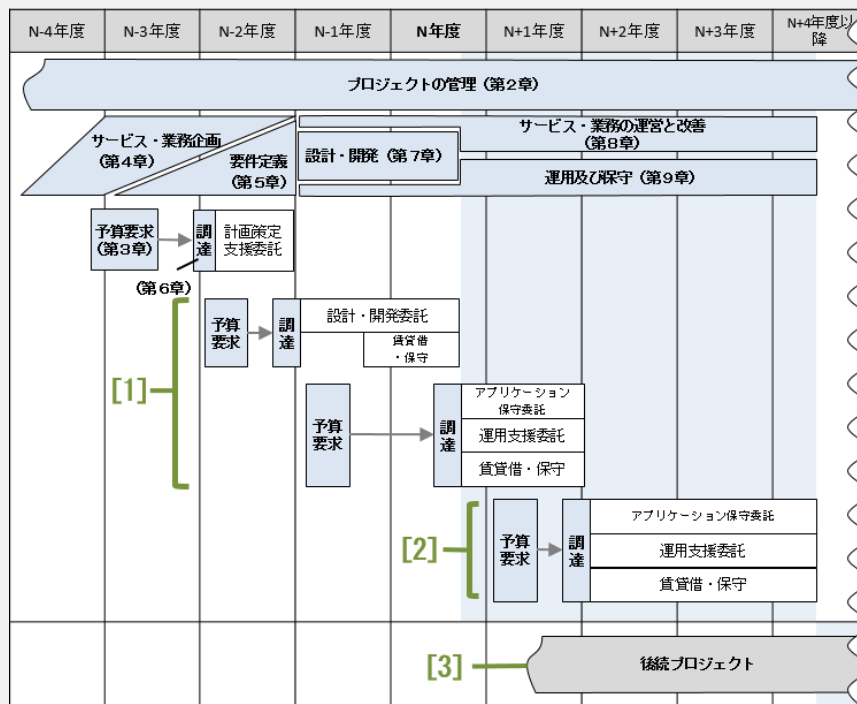 N-4年度
N-3年度
N-2年度
N-1年度
N年度
N+1年度
N+2年度
N+3年度
N+4年度以
降
プロジェクトの管理 (第2章)
サービス・業務企画
(第4章)
要件定義
(第5章)
設計・開発 (第7章)
サービス・業務の運営と改善
(第8章)
運用及び保守 (第9章)
予算要求
(第3章)
調
達
計画策定
支援委託
(第6章)
[1]
予算
要求
調
達
設計・開発委託
賃貸借
・保守
予算
要求
調
達
アプリケーション
保守委託
運用支援委託
賃貸借・保守
[2]
予算
要求
調
達
アプリケーション保守委託
運用支援委託
賃貸借・保守
[3]
後続プロジェクト